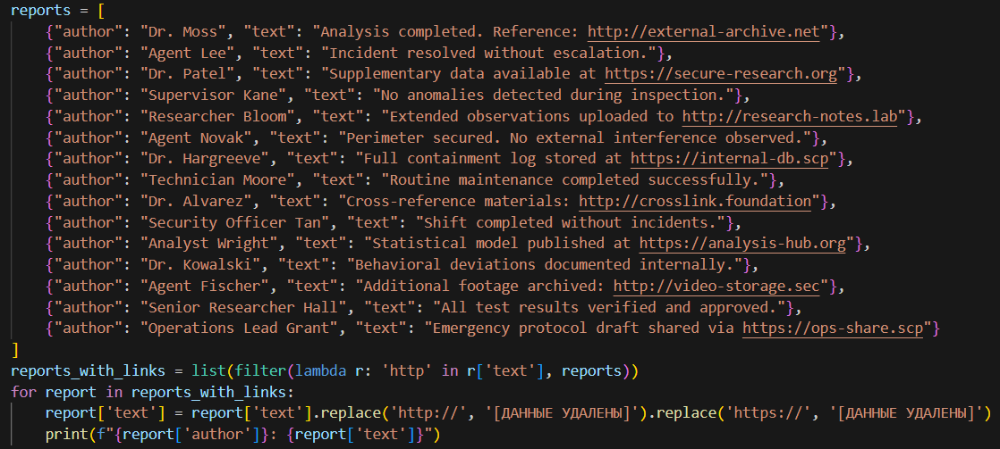 reports = [
    {"author": "Dr. Moss", "text": "Analysis completed. Reference: http://external-archive.net"},
    {"author": "Agent Lee", "text": "Incident resolved without escalation."},
    {"author": "Dr. Patel", "text": "Supplementary data available at https://secure-research.org"},
    {"author": "Supervisor Kane", "text": "No anomalies detected during inspection."},
    {"author": "Researcher Bloom", "text": "Extended observations uploaded to http://research-notes.lab"},
    {"author": "Agent Novak", "text": "Perimeter secured. No external interference observed."},
    {"author": "Dr. Hargreeve", "text": "Full containment log stored at https://internal-db.scp"},
    {"author": "Technician Moore", "text": "Routine maintenance completed successfully."},
    {"author": "Dr. Alvarez", "text": "Cross-reference materials: http://crosslink.foundation"},
    {"author": "Security Officer Tan", "text": "Shift completed without incidents."},
    {"author": "Analyst Wright", "text": "Statistical model published at https://analysis-hub.org"},
    {"author": "Dr. Kowalski", "text": "Behavioral deviations documented internally."},
    {"author": "Agent Fischer", "text": "Additional footage archived: http://video-storage.sec"},
    {"author": "Senior Researcher Hall", "text": "All test results verified and approved."},
    {"author": "Operations Lead Grant", "text": "Emergency protocol draft shared via https://ops-share.scp"}
]
reports_with_links = list(filter(lambda r: 'http' in r['text'], reports))
for report in reports_with_links:
    report['text'] = report['text'].replace('http://', '[ДАННЫЕ УДАЛЕНЫ]').replace('https://', '[ДАННЫЕ УДАЛЕНЫ]')
    print(f"{report['author']}: {report['text']}")